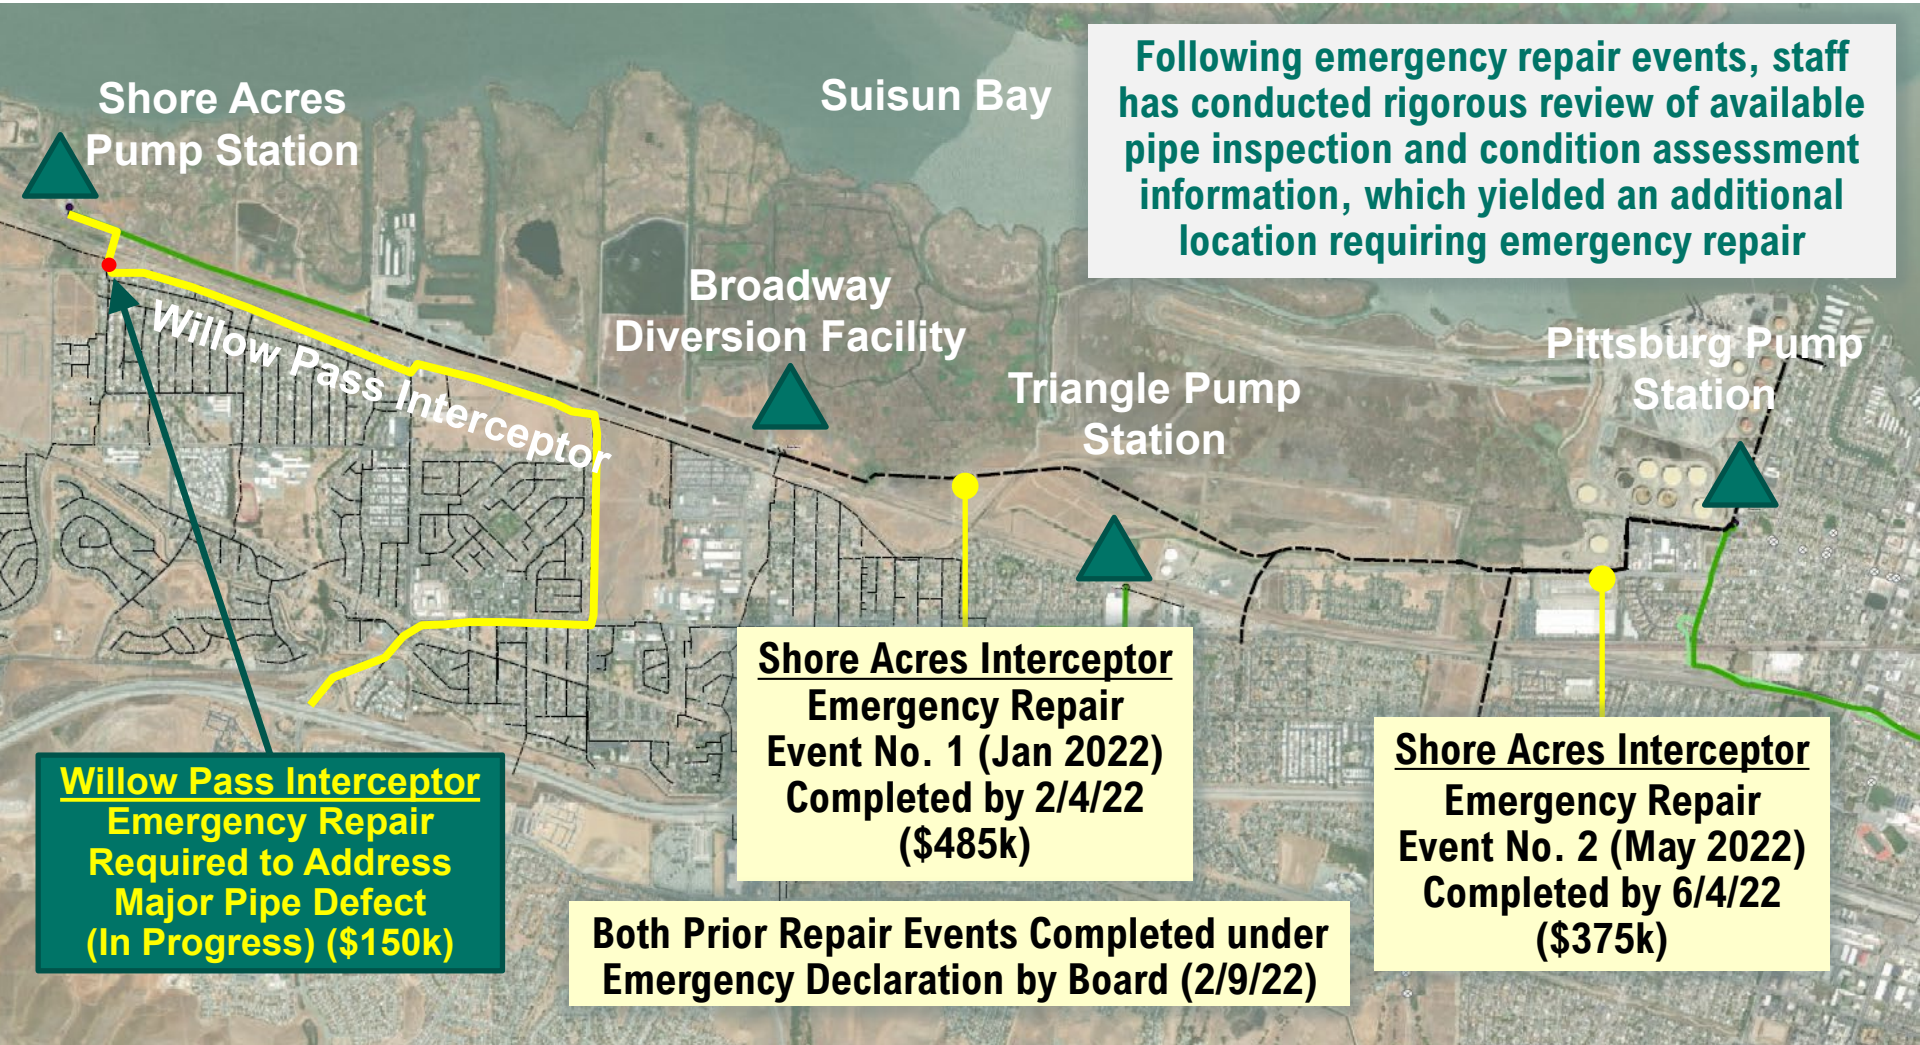 Following emergency repair events, staff
has conducted rigorous review of available
pipe inspection and condition assessment
information, which yielded an additional
location requiring emergency repair
Suisun Bay
Shore Acres
Pump Station
Broadway
Diversion Facility
Willow Pass Interceptor
Triangle Pump
Station
Pittsburg Pump
Station
Willow Pass Interceptor
Emergency Repair
Required to Address
Major Pipe Defect
(In Progress) ($150k)
Shore Acres Interceptor
Emergency Repair
Event No. 1 (Jan 2022)
Completed by 2/4/22
($485k)
Shore Acres Interceptor
Emergency Repair
Event No. 2 (May 2022)
Completed by 6/4/22
($375k)
Both Prior Repair Events Completed under
Emergency Declaration by Board (2/9/22)